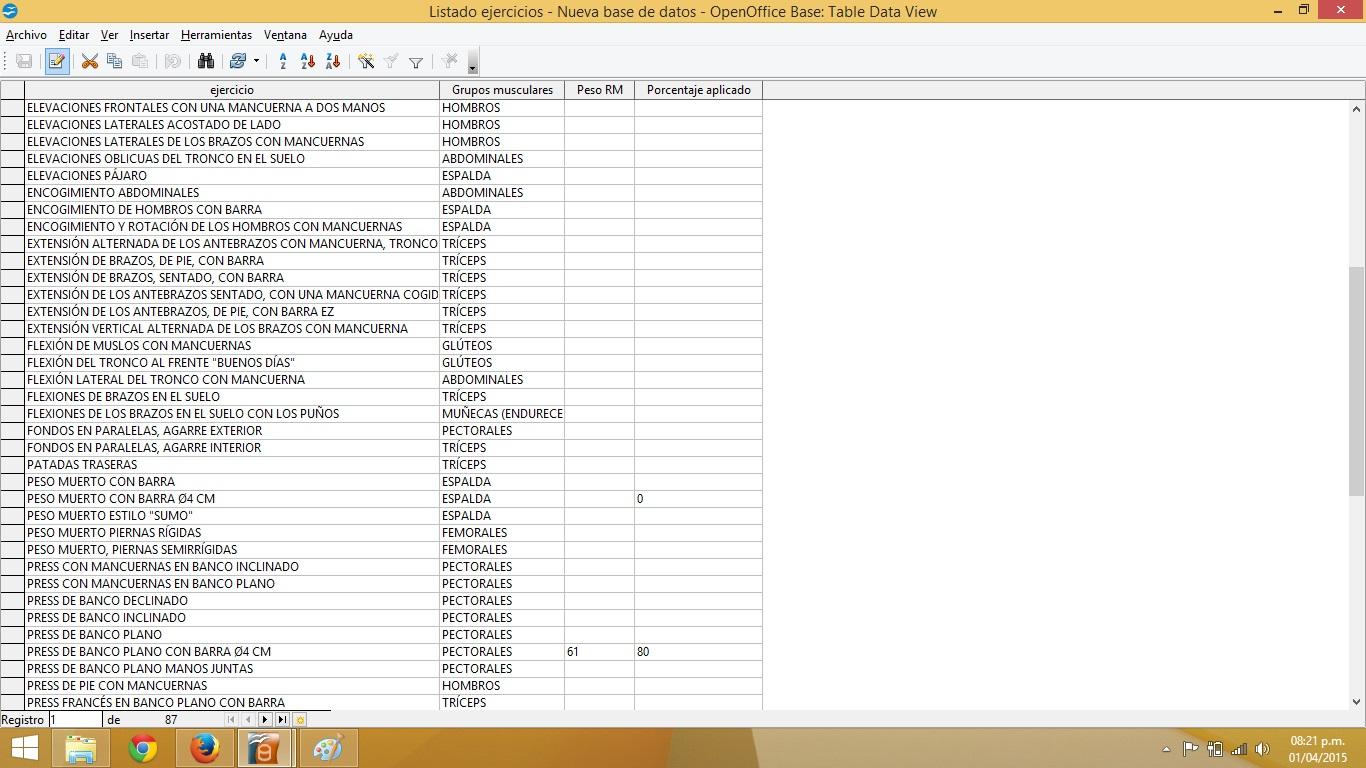 Listado ejercicios - Nueva base de datos - OpenOffice Base: Table Data View
Archivo Editar Ver Insertar Herramientas Ventana Ayuda
ejercicio Grupos musculares Peso RM Porcentaje aplicado
ELEVACIONES FRONTALES CON UNA MANCUERNA A DOS MANOS HOMBROS
ELEVACIONES LATERALES ACOSTADO DE LADO HOMBROS
ELEVACIONES LATERALES DE LOS BRAZOS CON MANCUERNAS HOMBROS
ELEVACIONES OBLICUAS DEL TRONCO EN EL SUELO ABDOMINALES
ELEVACIONES PÁJARO ESPALDA
ENCOGIMIENTO ABDOMINALES ABDOMINALES
ENCOGIMIENTO DE HOMBROS CON BARRA ESPALDA
ENCOGIMIENTO Y ROTACIÓN DE LOS HOMBROS CON MANCUERNAS ESPALDA
EXTENSIÓN ALTERNADA DE LOS ANTEBRAZOS CON MANCUERNA, TRONCO TRÍCEPS
EXTENSIÓN DE BRAZOS, DE PIE, CON BARRA TRÍCEPS
EXTENSIÓN DE BRAZOS, SENTADO, CON BARRA TRÍCEPS
EXTENSIÓN DE LOS ANTEBRAZOS SENTADO, CON UNA MANCUERNA COGID TRÍCEPS
EXTENSIÓN DE LOS ANTEBRAZOS, DE PIE, CON BARRA EZ TRÍCEPS
EXTENSIÓN VERTICAL ALTERNADA DE LOS BRAZOS CON MANCUERNA TRÍCEPS
FLEXIÓN DE MUSLOS CON MANCUERNAS GLÚTEOS
FLEXIÓN DEL TRONCO AL FRENTE "BUENOS DÍAS" GLÚTEOS
FLEXIÓN LATERAL DEL TRONCO CON MANCUERNA ABDOMINALES
FLEXIONES DE BRAZOS EN EL SUELO TRÍCEPS
FLEXIONES DE LOS BRAZOS EN EL SUELO CON LOS PUÑOS MUÑECAS (ENDURECE
FONDOS EN PARALELAS, AGARRE EXTERIOR PECTORALES
FONDOS EN PARALELAS, AGARRE INTERIOR TRÍCEPS
PATADAS TRASERAS TRÍCEPS
PESO MUERTO CON BARRA ESPALDA
PESO MUERTO CON BARRA Ø4 CM ESPALDA 0
PESO MUERTO ESTILO "SUMO" ESPALDA
PESO MUERTO PIERNAS RÍGIDAS FEMORALES
PESO MUERTO, PIERNAS SEMIRRÍGIDAS FEMORALES
PRESS CON MANCUERNAS EN BANCO INCLINADO PECTORALES
PRESS CON MANCUERNAS EN BANCO PLANO PECTORALES
PRESS DE BANCO DECLINADO PECTORALES
PRESS DE BANCO INCLINADO PECTORALES
PRESS DE BANCO PLANO PECTORALES
PRESS DE BANCO PLANO CON BARRA Ø4 CM PECTORALES 61 80
PRESS DE BANCO PLANO MANOS JUNTAS PECTORALES
PRESS DE PIE CON MANCUERNAS HOMBROS
PRESS FRANCÉS EN BANCO PLANO CON BARRA TRÍCEPS
Registro 1 de 87
08:21 p.m.
01/04/2015